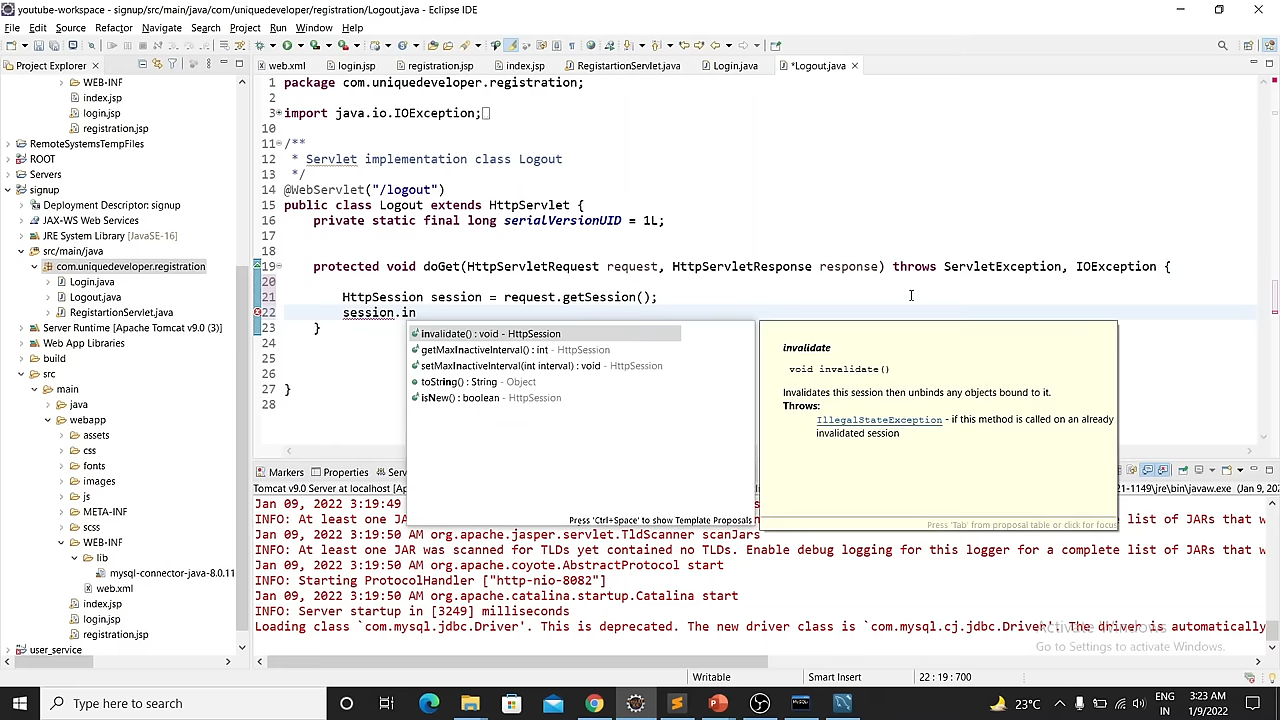 youtube-workspace - signup/src/main/java/com/uniquedeveloper/registration/Logout.java - Eclipse IDE
File Edit Source Refactor Navigate Search Project Run Window Help
Project Explorer
web.xml login.jsp registration.jsp index.jsp RegistartionServlet.java Login.java *Logout.java
WEB-INF
index.jsp
login.jsp
registration.jsp
RemoteSystemsTempFiles
ROOT
Servers
signup
Deployment Descriptor: signup
JAX-WS Web Services
JRE System Library [JavaSE-16]
src/main/java
com.uniquedeveloper.registration
Login.java
Logout.java
RegistartionServlet.java
Server Runtime [Apache Tomcat v9.0 (3)]
Web App Libraries
build
src
main
java
webapp
assets
css
fonts
images
js
META-INF
scss
WEB-INF
lib
mysql-connector-java-8.0.11
web.xml
index.jsp
login.jsp
registration.jsp
user_service
1 package com.uniquedeveloper.registration;
2
3 import java.io.IOException;
10
11 /**
12 * Servlet implementation class Logout
13 */
14 @WebServlet("/logout")
15 public class Logout extends HttpServlet {
16 private static final long serialVersionUID = 1L;
17
18
19 protected void doGet(HttpServletRequest request, HttpServletResponse response) throws ServletException, IOException {
20
21 HttpSession session = request.getSession();
22 session.in
23 }
24
25
26
27 }
28
invalidate() : void - HttpSession
getMaxInactiveInterval() : int - HttpSession
setMaxInactiveInterval(int interval) : void - HttpSession
toString() : String - Object
isNew() : boolean - HttpSession
Press 'Ctrl+Space' to show Template Proposals
invalidate
void invalidate()
Invalidates this session then unbinds any objects bound to it.
Throws:
IllegalStateException - if this method is called on an already
invalidated session
Press 'Tab' from proposal table or click for focus
Markers Properties Serv
Tomcat v9.0 Server at localhost [Ap 21-1149\jre\bin\javaw.exe (Jan 9, 202
Jan 09, 2022 3:19:49
INFO: At least one JA list of JARs that w
Jan 09, 2022 3:19:50 AM org.apache.jasper.servlet.TldScanner scanJars
INFO: At least one JAR was scanned for TLDs yet contained no TLDs. Enable debug logging for this logger for a complete list of JARs that w
Jan 09, 2022 3:19:50 AM org.apache.coyote.AbstractProtocol start
INFO: Starting ProtocolHandler ["http-nio-8082"]
Jan 09, 2022 3:19:50 AM org.apache.catalina.startup.Catalina start
INFO: Server startup in [3249] milliseconds
Loading class `com.mysql.jdbc.Driver'. This is deprecated. The new driver class is `com.mysql.cj.jdbc.Driver'. The driver is automatically
Activate Windows
Go to Settings to activate Windows.
Writable Smart Insert 22 : 19 : 700
Type here to search
23°C
ENG
IN
3:23 AM
1/9/2022